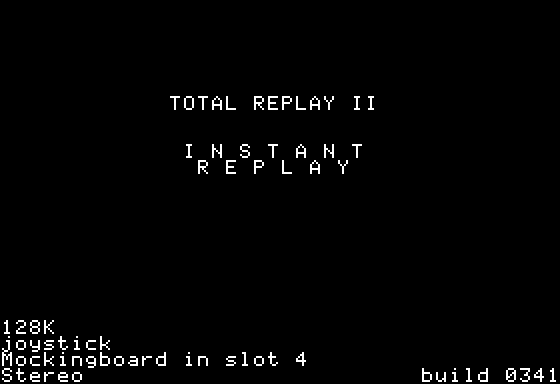 TOTAL REPLAY II
I N S T A N T
R E P L A Y
128K
joystick
Mockingboard in slot 4
Stereo
build 0341